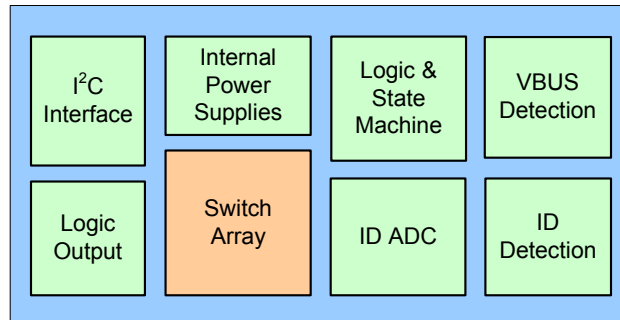 I²C
Interface
Internal
Power
Supplies
Logic &
State
Machine
VBUS
Detection
Logic
Output
Switch
Array
ID ADC
ID
Detection